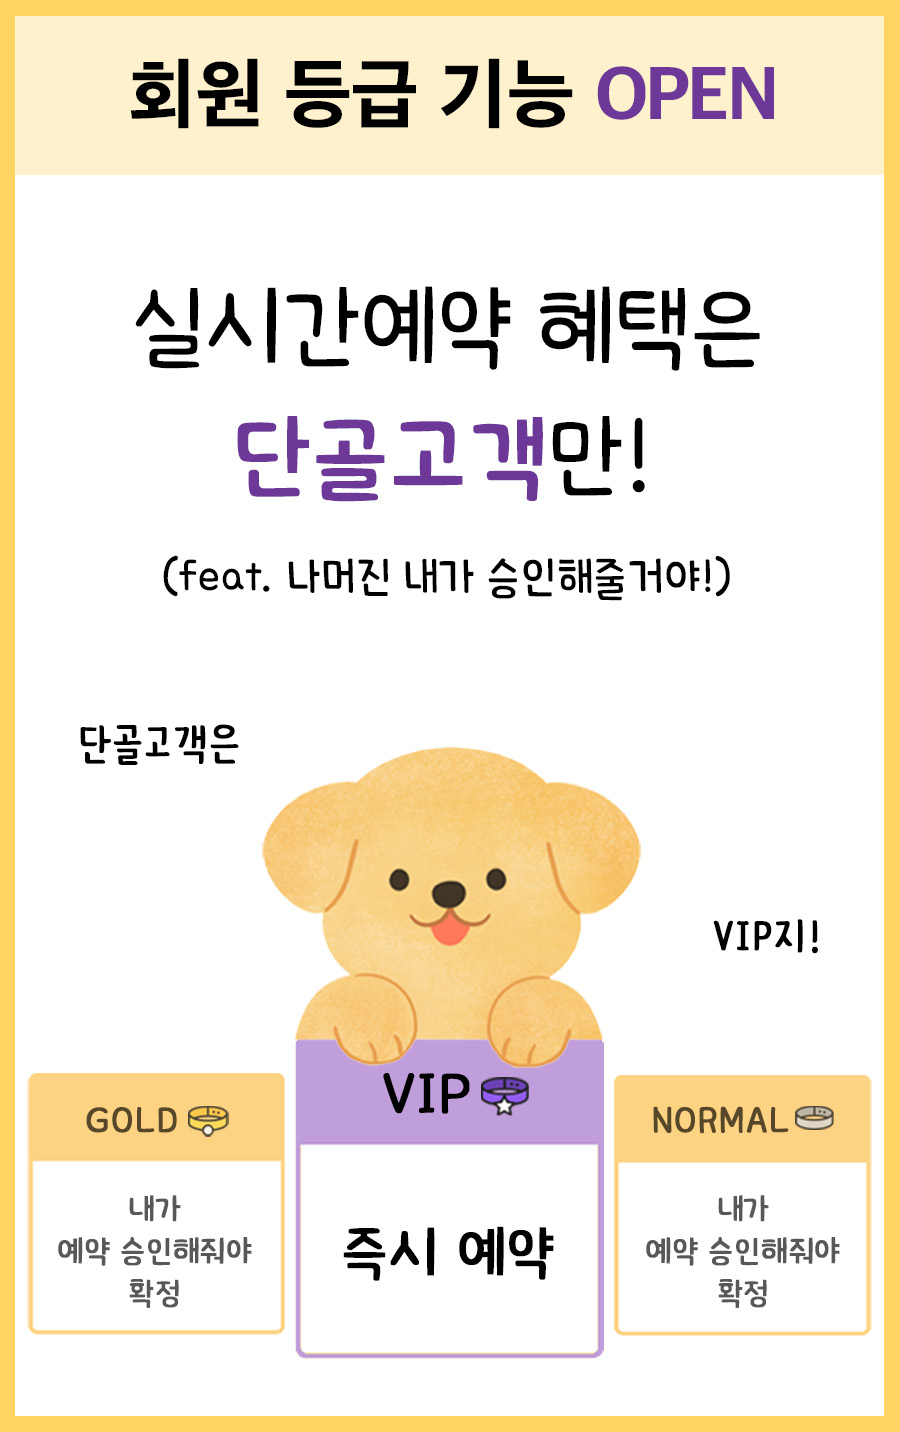 회원 등급 기능 OPEN
실시간예약 혜택은
단골고객만!
(feat. 나머진 내가 승인해줄거야!)
단골고객은
VIP지!
GOLD
내가
예약 승인해줘야
확정
VIP
즉시 예약
NORMAL
내가
예약 승인해줘야
확정